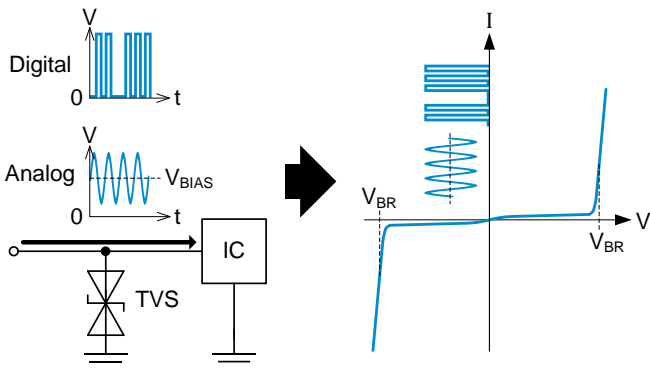 V
Digital
0
t
V
Analog
V_BIAS
0
t
IC
TVS
I
V_BR
V
V_BR